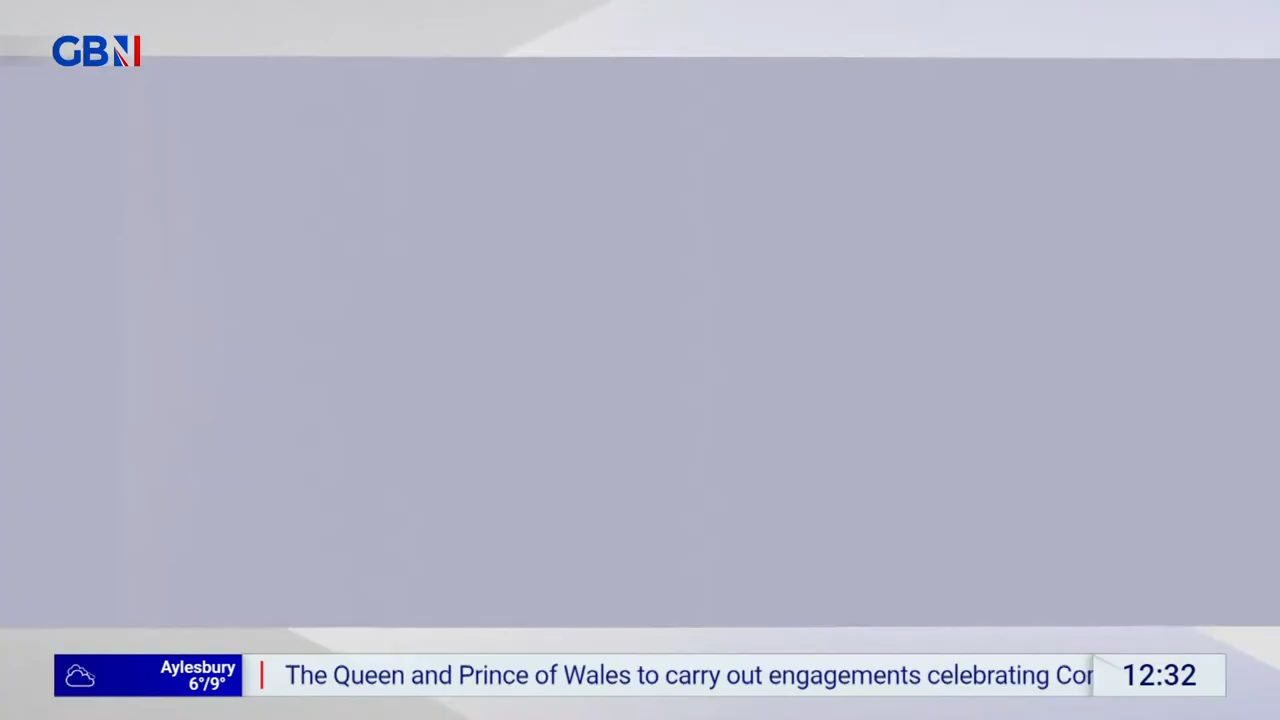 GBN
Aylesbury
6°/9°
The Queen and Prince of Wales to carry out engagements celebrating
12:32